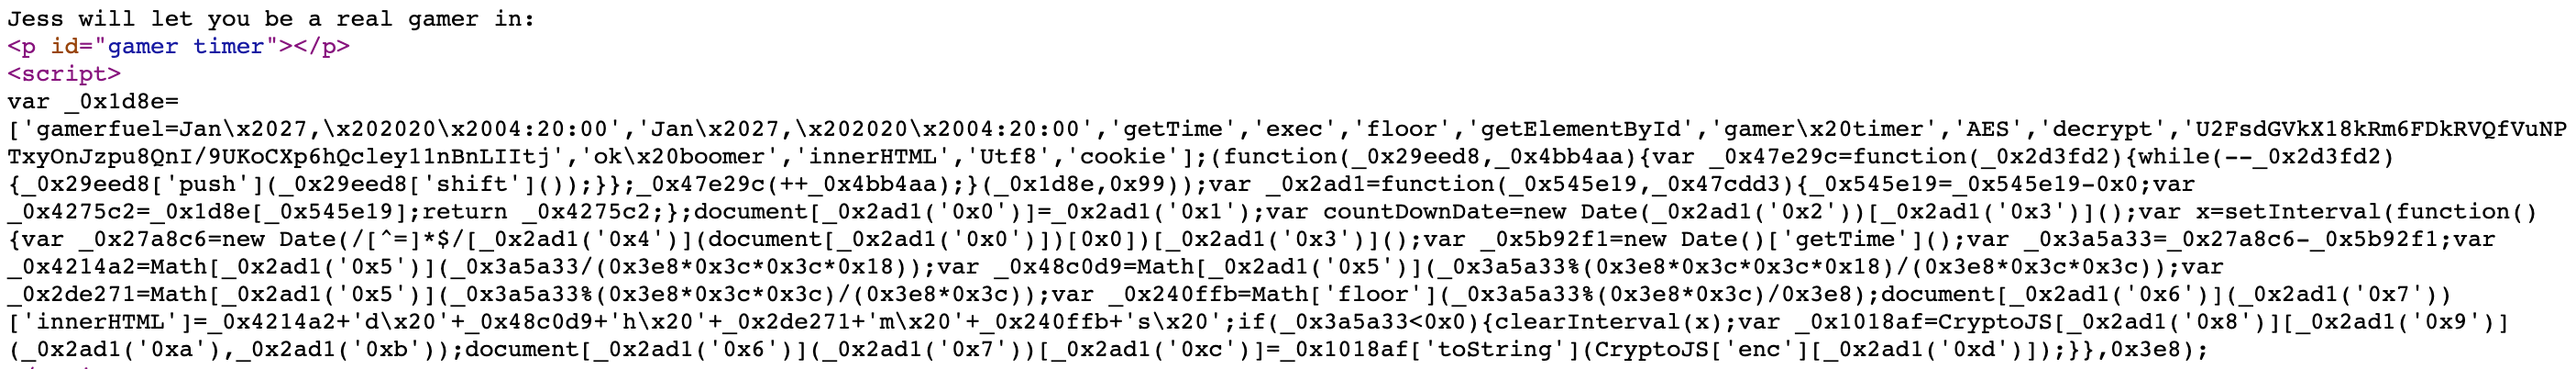 Jess will let you be a real gamer in:
<p id="gamer timer"></p>
<script>
var _0x1d8e=
['gamerfuel=Jan\x2027,\x202020\x2004:20:00','Jan\x2027,\x202020\x2004:20:00','getTime','exec','floor','getElementById','gamer\x20timer','AES','decrypt','U2FsdGVkX18kRm6FDkRVQfVuNP
TxyOnJzpu8QnI/9UKoCXp6hQcley11nBnLIItj','ok\x20boomer','innerHTML','Utf8','cookie'];(function(_0x29eed8,_0x4bb4aa){var _0x47e29c=function(_0x2d3fd2){while(--_0x2d3fd2)
{_0x29eed8['push'](_0x29eed8['shift']());}};_0x47e29c(++_0x4bb4aa);}(_0x1d8e,0x99));var _0x2ad1=function(_0x545e19,_0x47cdd3){_0x545e19=_0x545e19-0x0;var
_0x4275c2=_0x1d8e[_0x545e19];return _0x4275c2;};document[_0x2ad1('0x0')]=_0x2ad1('0x1');var countDownDate=new Date(_0x2ad1('0x2'))[_0x2ad1('0x3')]();var x=setInterval(function()
{var _0x27a8c6=new Date(/[^=]*$/[_0x2ad1('0x4')](document[_0x2ad1('0x0')])[0x0])[_0x2ad1('0x3')]();var _0x5b92f1=new Date()['getTime']();var _0x3a5a33=_0x27a8c6-_0x5b92f1;var
_0x4214a2=Math[_0x2ad1('0x5')](_0x3a5a33/(0x3e8*0x3c*0x3c*0x18));var _0x48c0d9=Math[_0x2ad1('0x5')](_0x3a5a33%(0x3e8*0x3c*0x3c*0x18)/(0x3e8*0x3c*0x3c));var
_0x2de271=Math[_0x2ad1('0x5')](_0x3a5a33%(0x3e8*0x3c*0x3c)/(0x3e8*0x3c));var _0x240ffb=Math['floor'](_0x3a5a33%(0x3e8*0x3c)/0x3e8);document[_0x2ad1('0x6')](_0x2ad1('0x7'))
['innerHTML']=_0x4214a2+'d\x20'+_0x48c0d9+'h\x20'+_0x2de271+'m\x20'+_0x240ffb+'s\x20';if(_0x3a5a33<0x0){clearInterval(x);var _0x1018af=CryptoJS[_0x2ad1('0x8')][_0x2ad1('0x9')]
(_0x2ad1('0xa'),_0x2ad1('0xb'));document[_0x2ad1('0x6')](_0x2ad1('0x7'))[_0x2ad1('0xc')]=_0x1018af['toString'](CryptoJS['enc'][_0x2ad1('0xd')]);}},0x3e8);